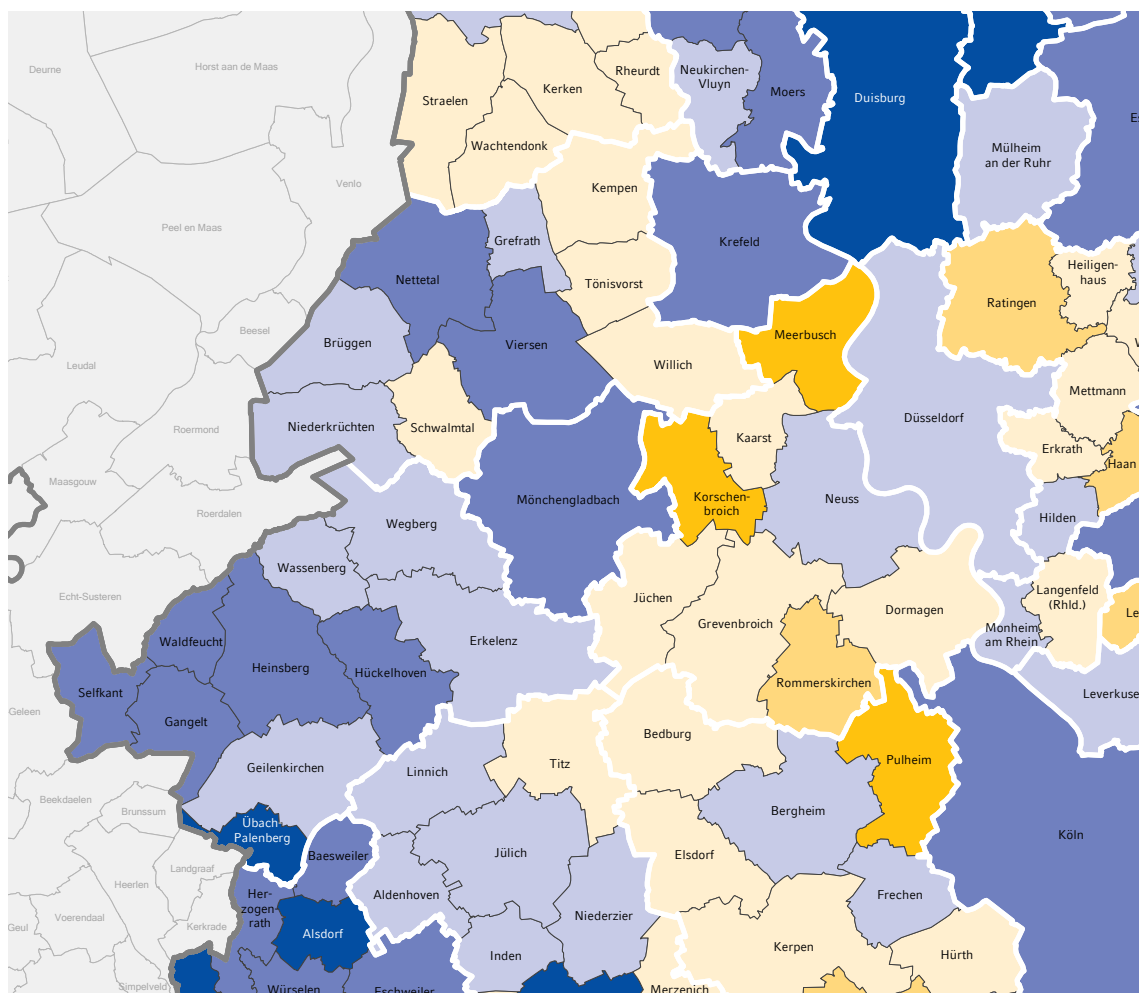 Deurne
Horst aan de Maas
Straelen
Kerken
Rheurdt
Neukirchen-
Vluyn
Moers
Duisburg
Es
Wachtendonk
Mülheim
an der Ruhr
Venlo
Kempen
Peel en Maas
Grefrath
Krefeld
Nettetal
Tönisvorst
Heiligen-
haus
Ratingen
Beesel
Brüggen
Viersen
Meerbusch
Leudal
Willich
Mettmann
Roermond
Niederkrüchten
Schwalmtal
Kaarst
Düsseldorf
Erkrath
Haan
Maasgouw
Mönchengladbach
Korschen-
broich
Neuss
Roerdalen
Wegberg
Hilden
Wassenberg
Echt-Susteren
Jüchen
Grevenbroich
Dormagen
Langenfeld
(Rhld.)
Le
Waldfeucht
Heinsberg
Hückelhoven
Erkelenz
Monheim
am Rhein
Selfkant
Gangelt
Rommerskirchen
Leverkuse
Geleen
Bedburg
Geilenkirchen
Linnich
Titz
Pulheim
Beekdaelen
Brunssum
Übach-
Palenberg
Bergheim
Köln
Baesweiler
Jülich
Elsdorf
Landgraaf
Heerlen
Her-
zogen-
rath
Aldenhoven
Frechen
Voerendaal
Geul
Kerkrade
Alsdorf
Niederzier
Inden
Kerpen
Hürth
Simpelveld
Würselen
Eschweiler
Merzenich